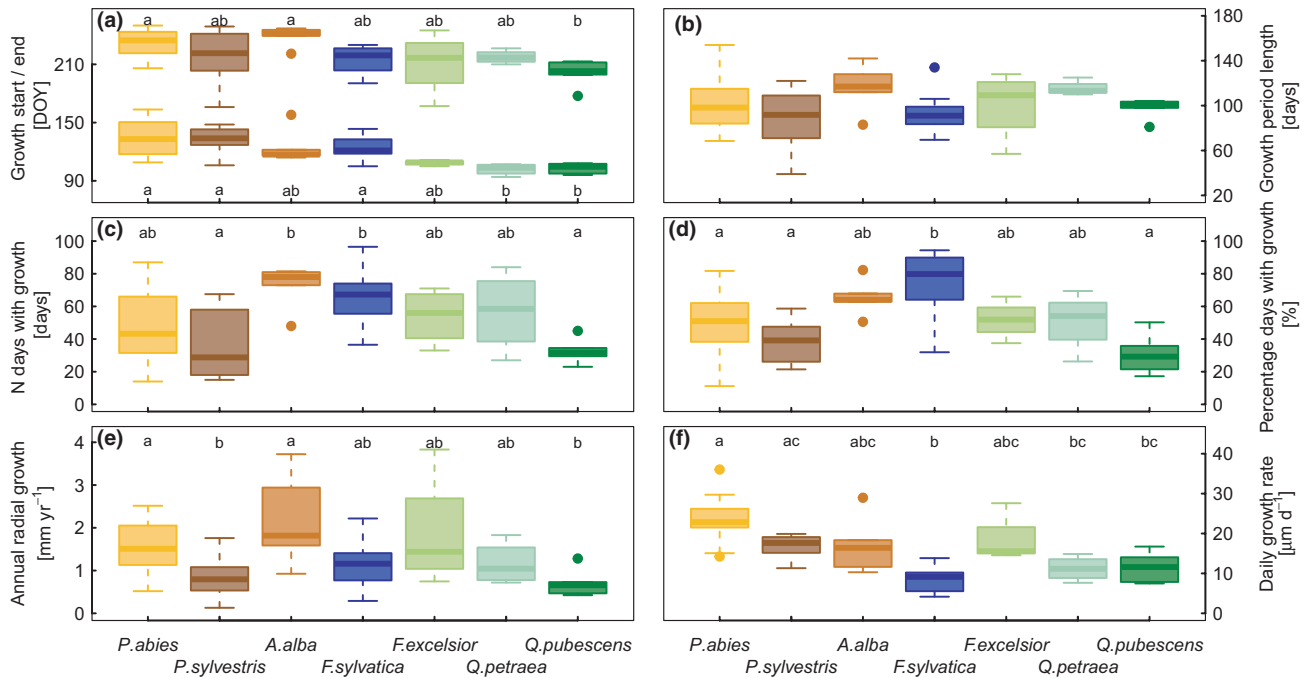 (a) a ab a ab ab ab b
Growth start / end
[DOY]
210
150
90
a a ab a ab b b
(b)
180
140
100
60
20
Growth period length
[days]
(c) ab a b b ab ab a
N days with growth
[days]
100
80
60
40
20
0
(d) a a ab b ab ab a
100
80
60
40
20
0
Percentage days with growth
[%]
(e) a b a ab ab ab b
Annual radial growth
[mm yr⁻¹]
4
3
2
1
0
(f) a ac abc b abc bc bc
40
30
20
10
0
Daily growth rate
[µm d⁻¹]
P.abies A.alba F.excelsior Q.pubescens
P.sylvestris F.sylvatica Q.petraea
P.abies A.alba F.excelsior Q.pubescens
P.sylvestris F.sylvatica Q.petraea